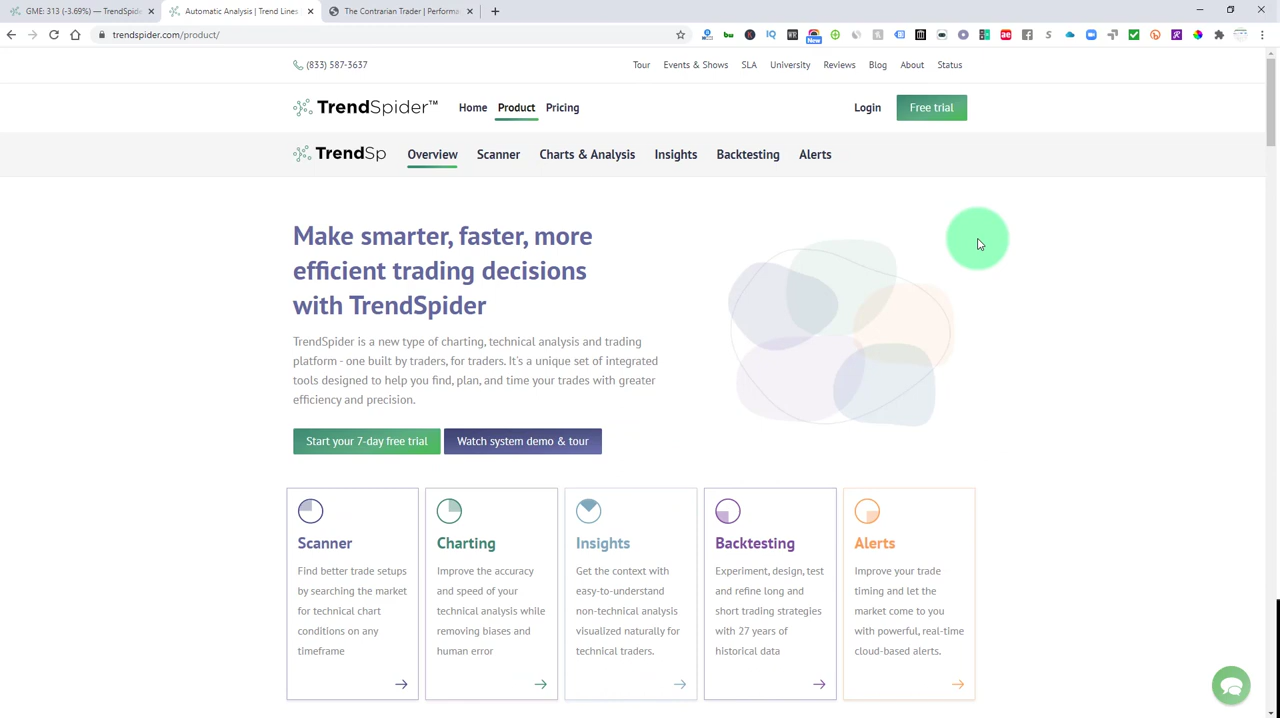 GME: 313 (-3.69%) — TrendSpide
Automatic Analysis | Trend Lines
The Contrarian Trader | Performa
trendspider.com/product/
New
(833) 587-3637
Tour Events & Shows SLA University Reviews Blog About Status
TrendSpider™ Home Product Pricing Login Free trial
TrendSp Overview Scanner Charts & Analysis Insights Backtesting Alerts
Make smarter, faster, more
efficient trading decisions
with TrendSpider
TrendSpider is a new type of charting, technical analysis and trading
platform - one built by traders, for traders. It's a unique set of integrated
tools designed to help you find, plan, and time your trades with greater
efficiency and precision.
Start your 7-day free trial Watch system demo & tour
Scanner
Find better trade setups
by searching the market
for technical chart
conditions on any
timeframe
Charting
Improve the accuracy
and speed of your
technical analysis while
removing biases and
human error
Insights
Get the context with
easy-to-understand
non-technical analysis
visualized naturally for
technical traders.
Backtesting
Experiment, design, test
and refine long and
short trading strategies
with 27 years of
historical data
Alerts
Improve your trade
timing and let the
market come to you
with powerful, real-time
cloud-based alerts.